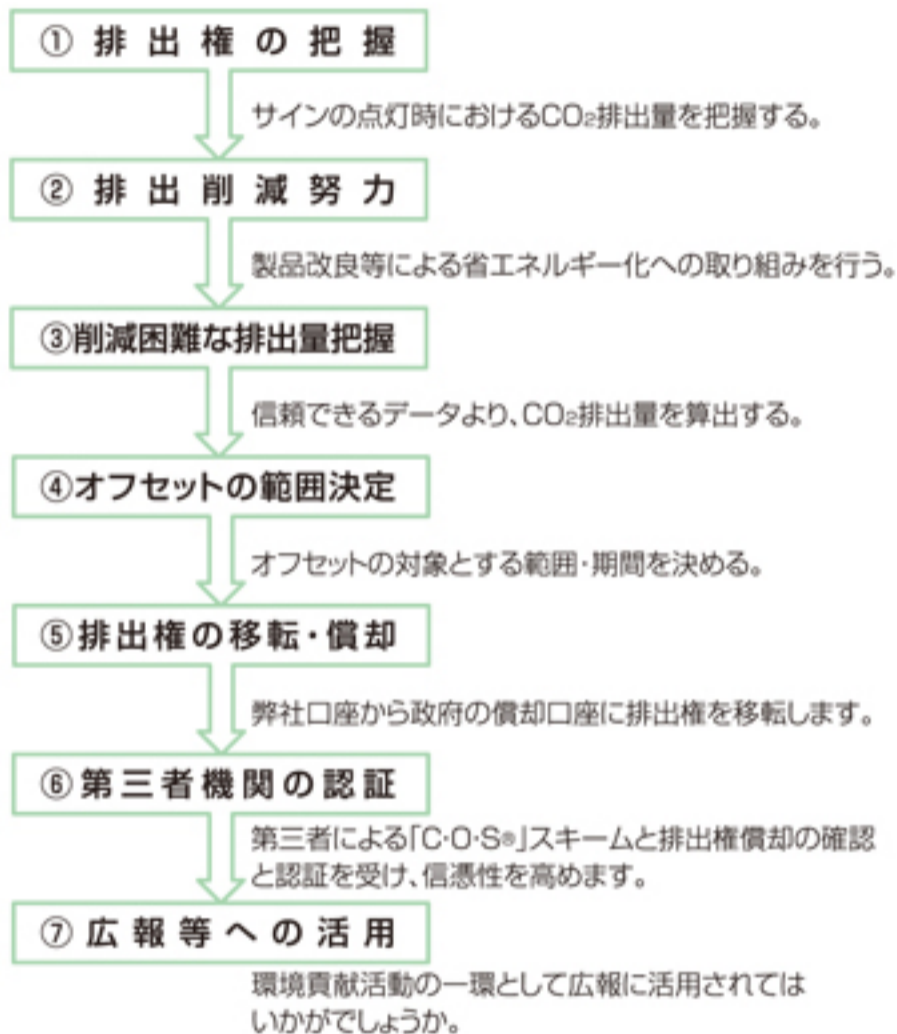 ①排出権の把握
サインの点灯時におけるCO₂排出量を把握する。
②排出削減努力
製品改良等による省エネルギー化への取り組みを行う。
③削減困難な排出量把握
信頼できるデータより、CO₂排出量を算出する。
④オフセットの範囲決定
オフセットの対象とする範囲・期間を決める。
⑤排出権の移転・償却
弊社口座から政府の償却口座に排出権を移転します。
⑥第三者機関の認証
第三者による「C・O・S®」スキームと排出権償却の確認
と認証を受け、信憑性を高めます。
⑦広報等への活用
環境貢献活動の一環として広報に活用されては
いかがでしょうか。